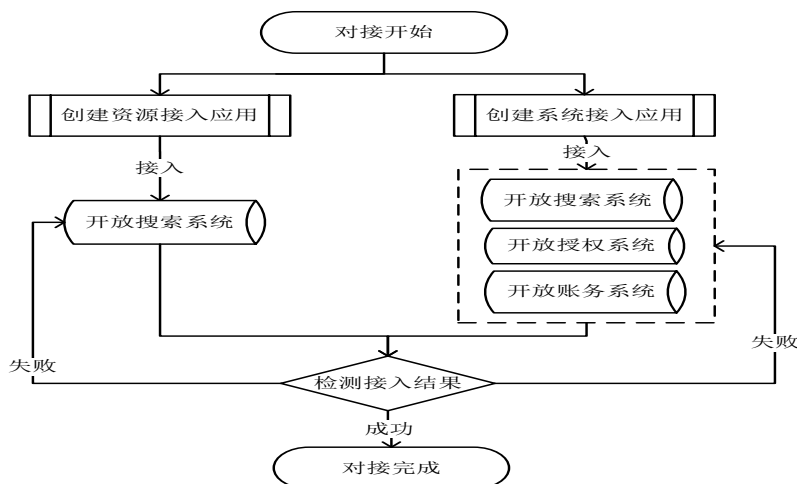 对接开始
创建资源接入应用
创建系统接入应用
接入
接入
开放搜索系统
开放搜索系统
开放授权系统
开放账务系统
失败
失败
检测接入结果
成功
对接完成